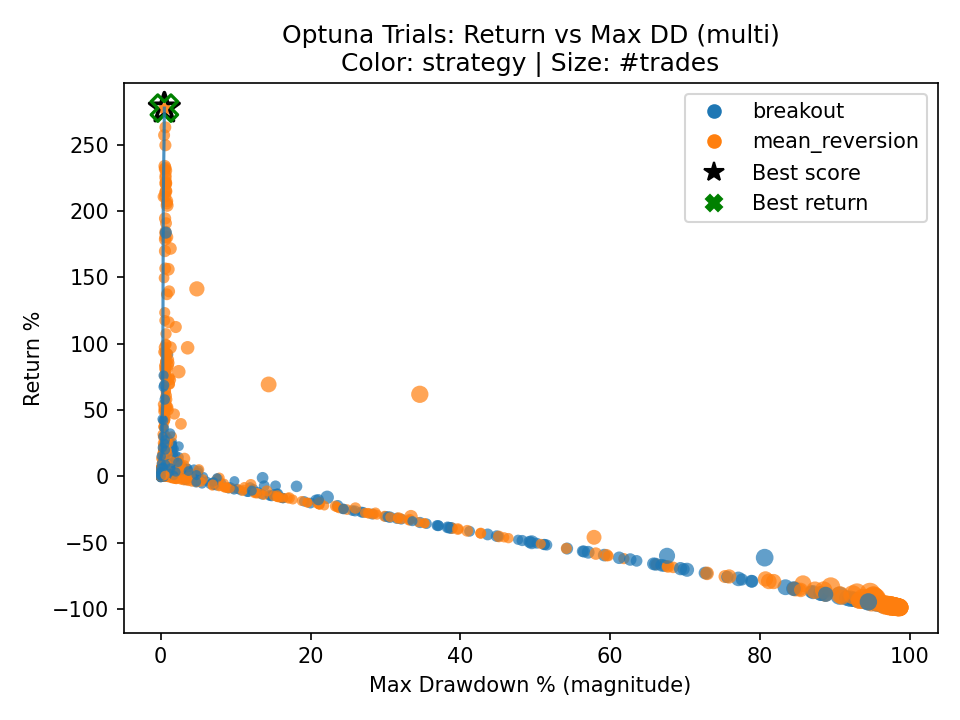 Optuna Trials: Return vs Max DD (multi)
Color: strategy | Size: #trades
breakout
mean_reversion
Best score
Best return
Return %
250
200
150
100
50
0
−50
−100
0
20
40
60
80
100
Max Drawdown % (magnitude)